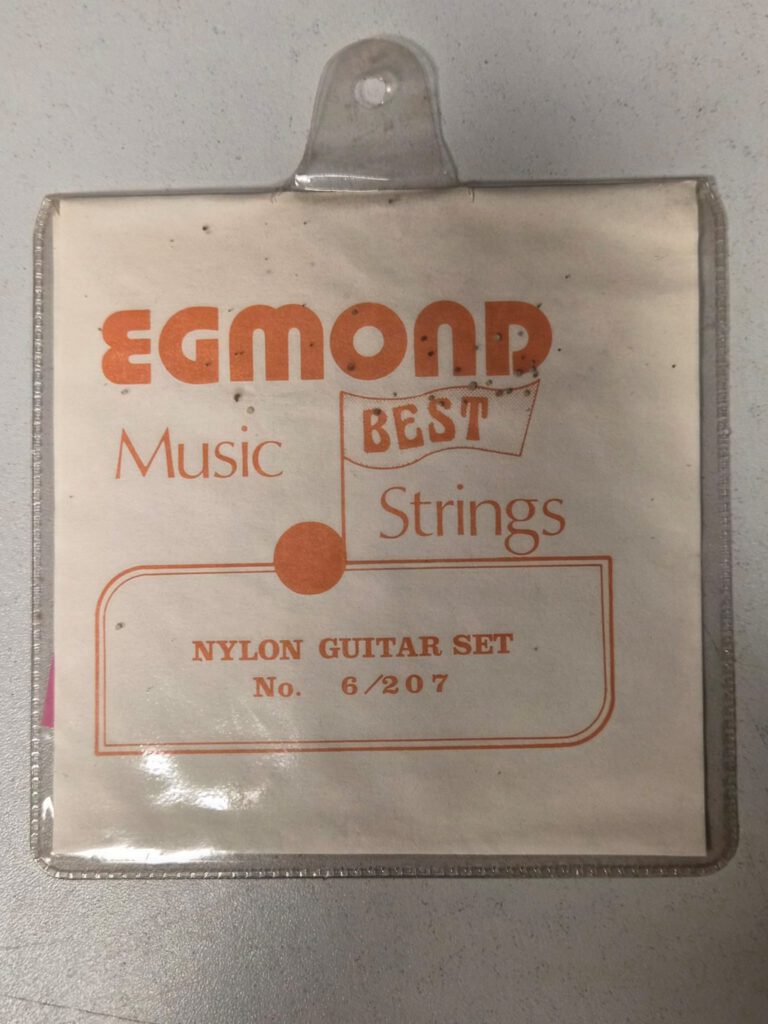 EGMOND
BEST
Music
Strings
NYLON GUITAR SET
No. 6/207